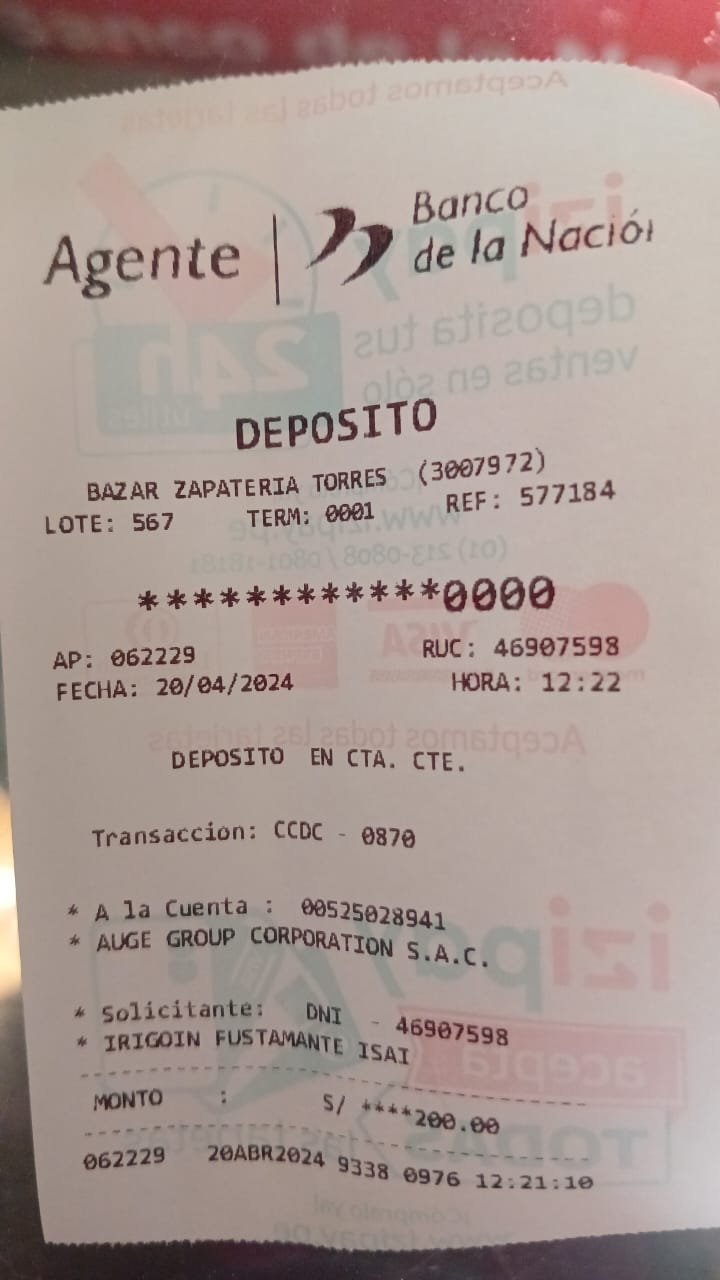 Agente | Banco
de la Nación
DEPOSITO
BAZAR ZAPATERIA TORRES (3007972)
LOTE: 567 TERM: 0001 REF: 577184
************0000
AP: 062229 RUC: 46907598
FECHA: 20/04/2024 HORA: 12:22
DEPOSITO EN CTA. CTE.
Transaccion: CCDC - 0870
* A la Cuenta : 00525028941
* AUGE GROUP CORPORATION S.A.C.
* Solicitante: DNI - 46907598
* IRIGOIN FUSTAMANTE ISAI
MONTO : S/ ****200.00
062229 20ABR2024 9338 0976 12:21:10